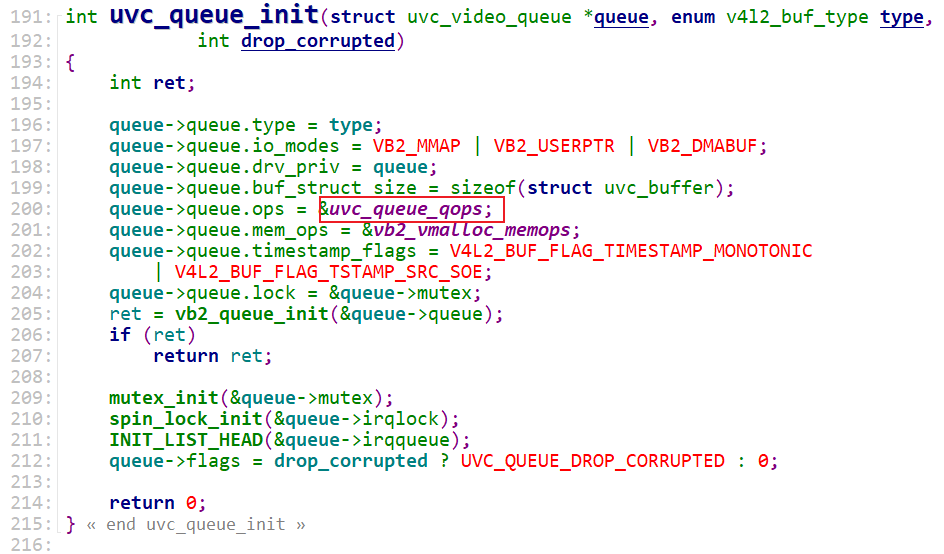 191: int uvc_queue_init(struct uvc_video_queue *queue, enum v4l2_buf_type type,
192:             int drop_corrupted)
193: {
194:     int ret;
195:
196:     queue->queue.type = type;
197:     queue->queue.io_modes = VB2_MMAP | VB2_USERPTR | VB2_DMABUF;
198:     queue->queue.drv_priv = queue;
199:     queue->queue.buf_struct_size = sizeof(struct uvc_buffer);
200:     queue->queue.ops = &uvc_queue_qops;
201:     queue->queue.mem_ops = &vb2_vmalloc_memops;
202:     queue->queue.timestamp_flags = V4L2_BUF_FLAG_TIMESTAMP_MONOTONIC
203:         | V4L2_BUF_FLAG_TSTAMP_SRC_SOE;
204:     queue->queue.lock = &queue->mutex;
205:     ret = vb2_queue_init(&queue->queue);
206:     if (ret)
207:         return ret;
208:
209:     mutex_init(&queue->mutex);
210:     spin_lock_init(&queue->irqlock);
211:     INIT_LIST_HEAD(&queue->irqqueue);
212:     queue->flags = drop_corrupted ? UVC_QUEUE_DROP_CORRUPTED : 0;
213:
214:     return 0;
215: } « end uvc_queue_init »
216: